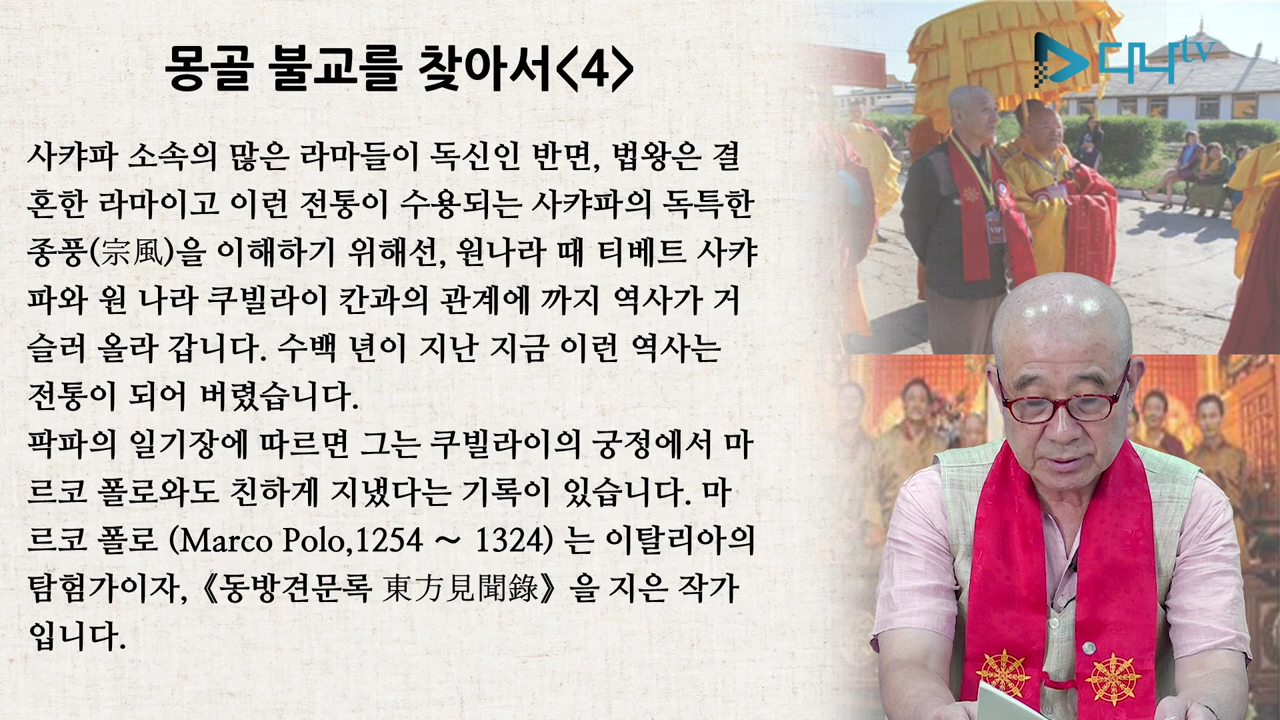 몽골 불교를 찾아서<4>
다나tv
사캬파 소속의 많은 라마들이 독신인 반면, 법왕은 결
혼한 라마이고 이런 전통이 수용되는 사캬파의 독특한
종풍(宗風)을 이해하기 위해선, 원나라 때 티베트 사캬
파와 원 나라 쿠빌라이 칸과의 관계에 까지 역사가 거
슬러 올라 갑니다. 수백 년이 지난 지금 이런 역사는
전통이 되어 버렸습니다.
팍파의 일기장에 따르면 그는 쿠빌라이의 궁정에서 마
르코 폴로와도 친하게 지냈다는 기록이 있습니다. 마
르코 폴로 (Marco Polo,1254 ～ 1324) 는 이탈리아의
탐험가이자,《동방견문록 東方見聞錄》을 지은 작가
입니다.